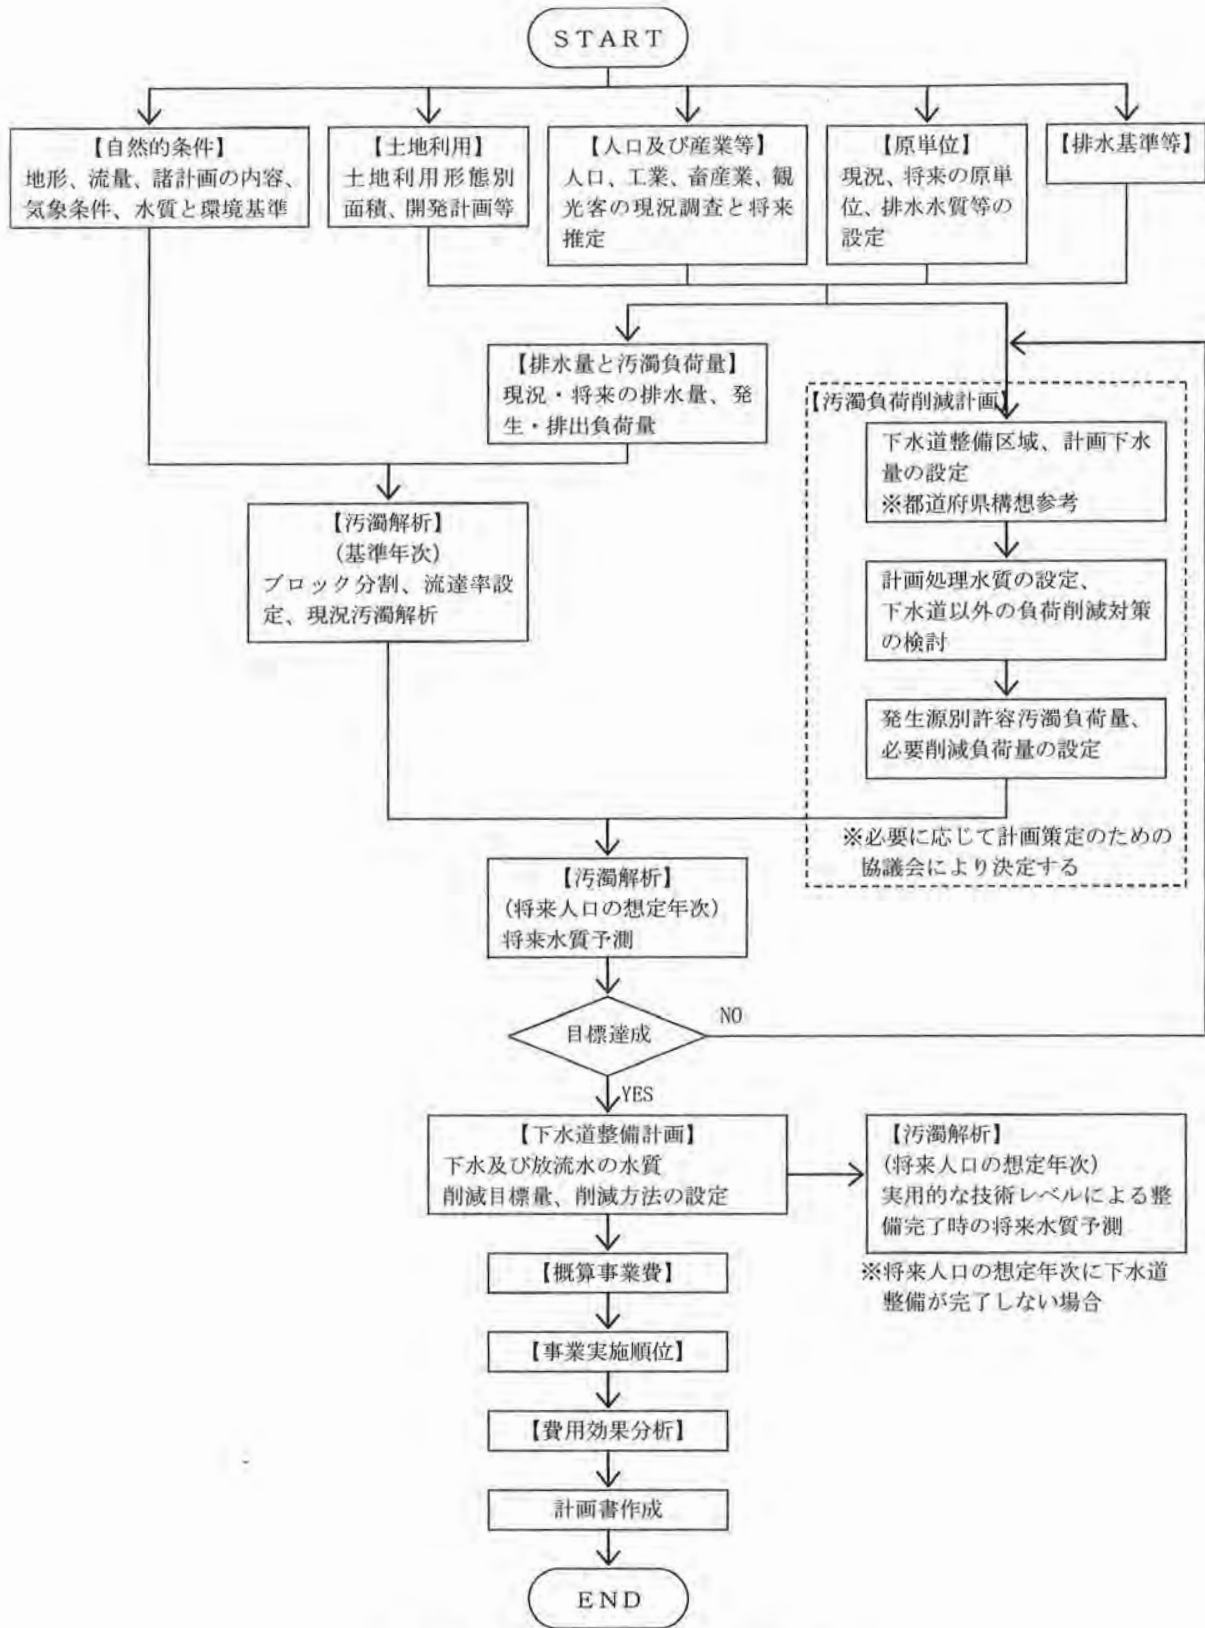 START
【自然的条件】
地形、流量、諸計画の内容、
気象条件、水質と環境基準
【土地利用】
土地利用形態別
面積、開発計画等
【人口及び産業等】
人口、工業、畜産業、観
光客の現況調査と将来
推定
【原単位】
現況、将来の原単
位、排水水質等の
設定
【排水基準等】
【排水量と汚濁負荷量】
現況・将来の排水量、発
生・排出負荷量
【汚濁負荷削減計画】
下水道整備区域、計画下水
量の設定
※都道府県構想参考
計画処理水質の設定、
下水道以外の負荷削減対策
の検討
発生源別許容汚濁負荷量、
必要削減負荷量の設定
※必要に応じて計画策定のための
協議会により決定する
【汚濁解析】
(基準年次)
ブロック分割、流達率設
定、現況汚濁解析
【汚濁解析】
(将来人口の想定年次)
将来水質予測
目標達成
NO
YES
【下水道整備計画】
下水及び放流水の水質
削減目標量、削減方法の設定
【汚濁解析】
(将来人口の想定年次)
実用的な技術レベルによる整
備完了時の将来水質予測
※将来人口の想定年次に下水道
整備が完了しない場合
【概算事業費】
【事業実施順位】
【費用効果分析】
計画書作成
END